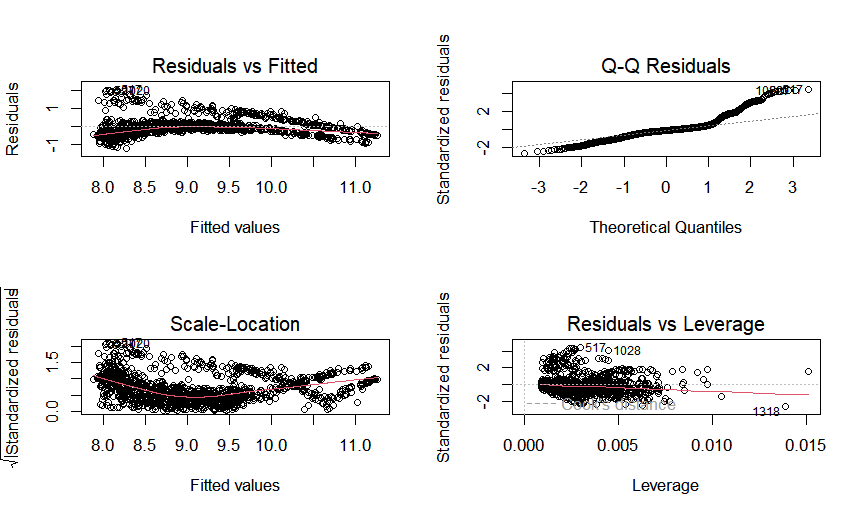 Residuals vs Fitted
Residuals
-1
1
8.0 8.5 9.0 9.5 10.0 11.0
Fitted values
Q-Q Residuals
Standardized residuals
-2
2
517
-3 -2 -1 0 1 2 3
Theoretical Quantiles
Scale-Location
√|Standardized residuals|
0.0
1.5
8.0 8.5 9.0 9.5 10.0 11.0
Fitted values
Residuals vs Leverage
Standardized residuals
-2
2
517
1028
1318
Cook's distance
0.000 0.005 0.010 0.015
Leverage